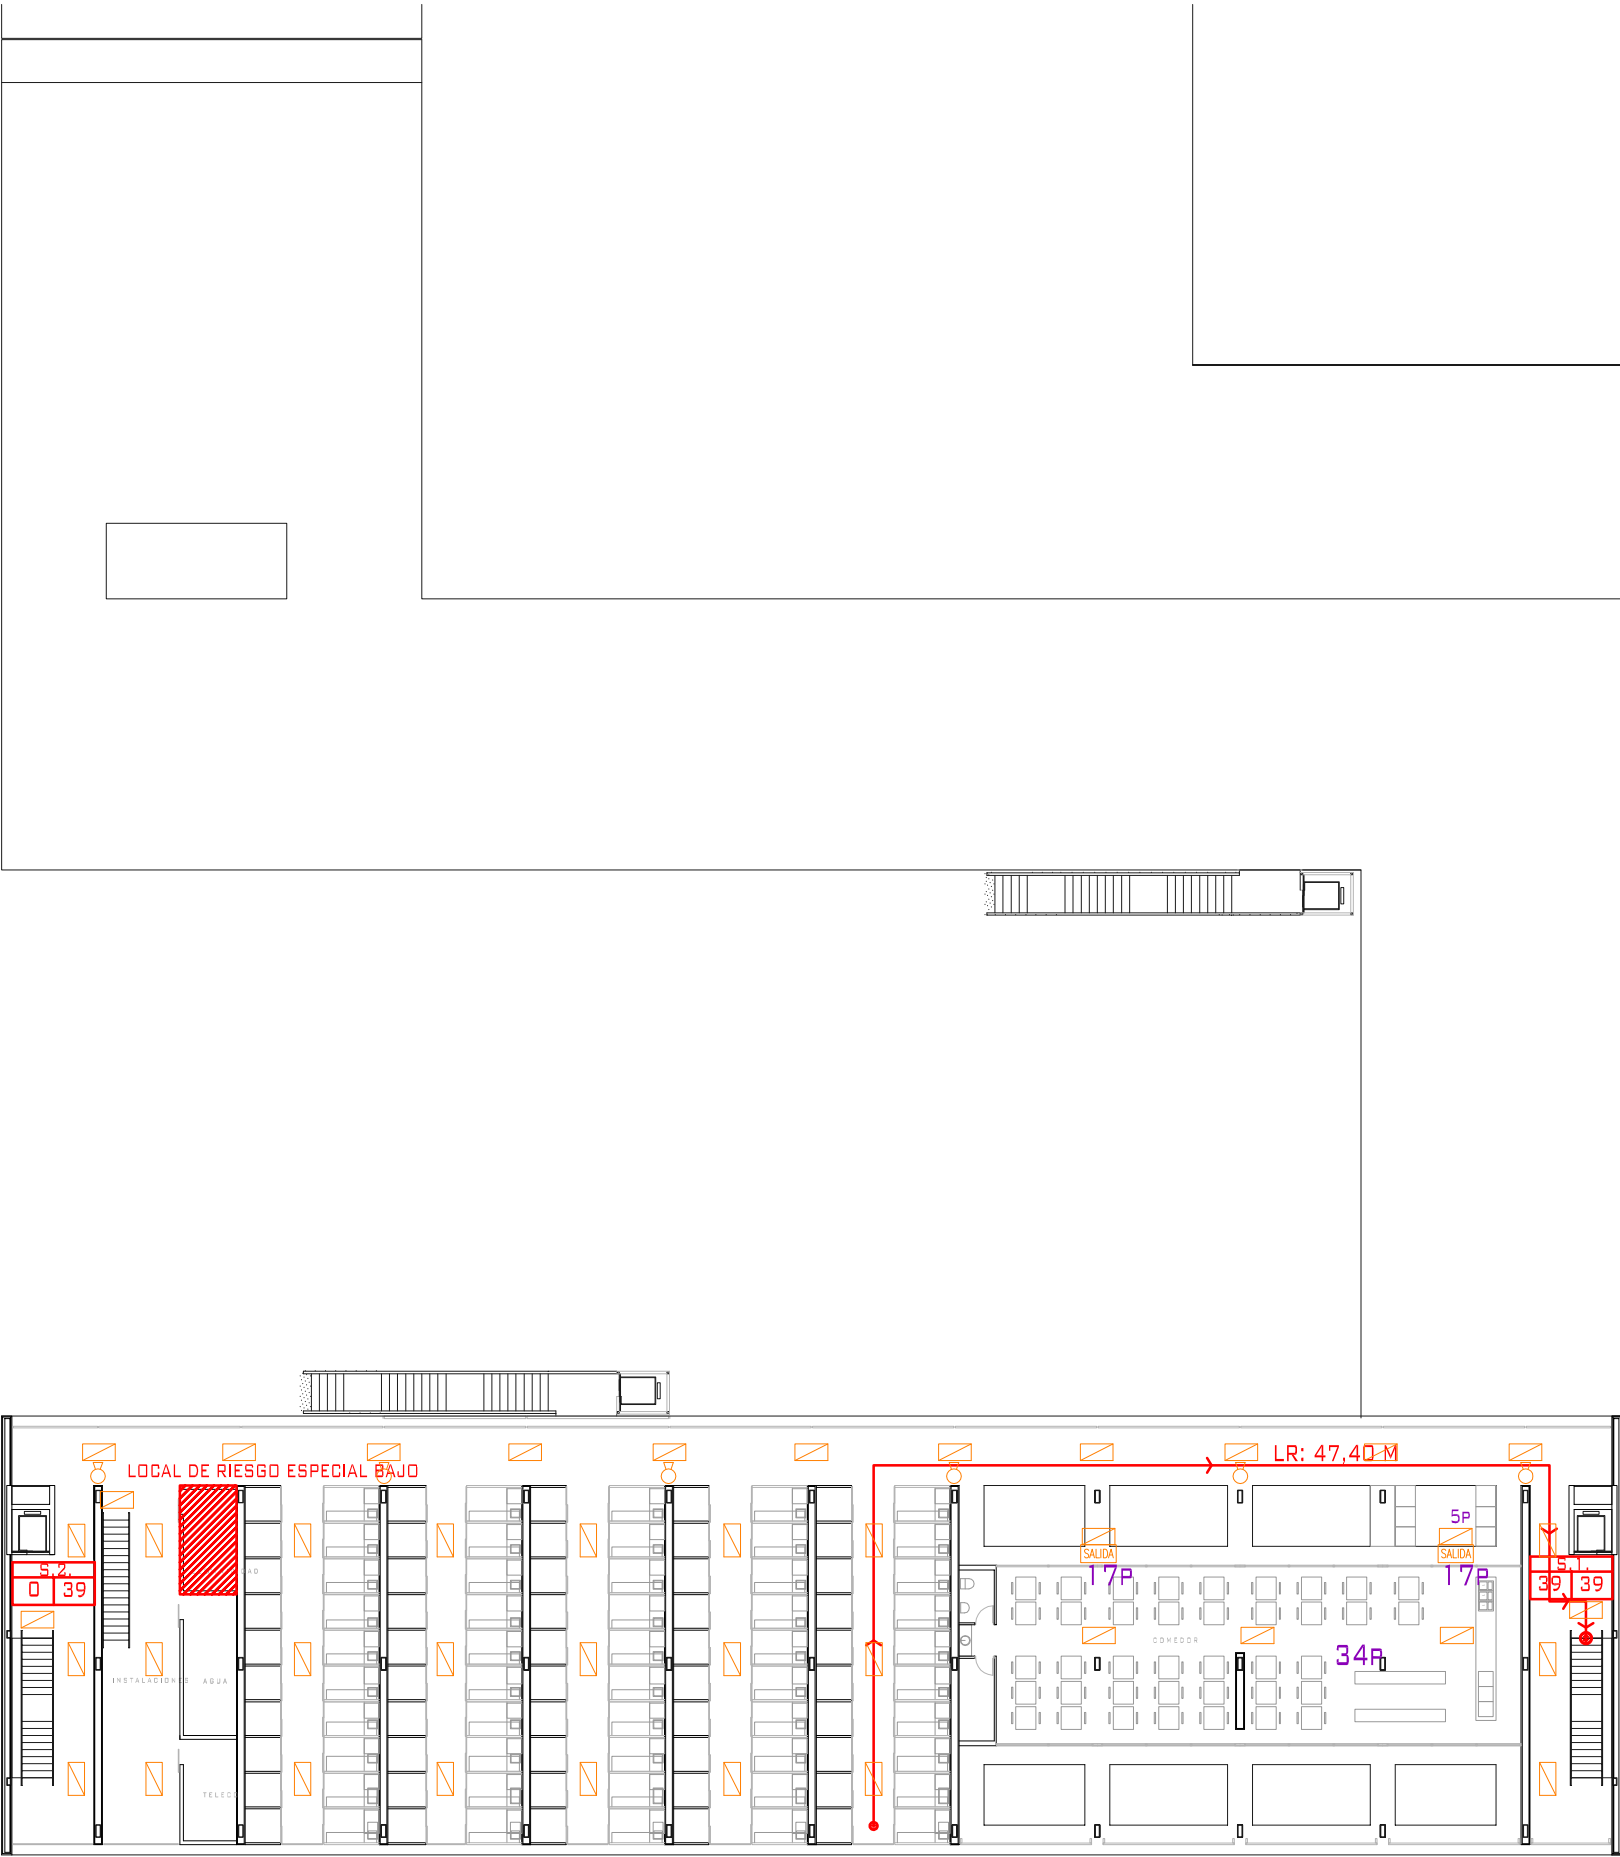 LR: 47,40 M
LOCAL DE RIESGO ESPECIAL BAJO
5P
SALIDA
SALIDA
17P
17P
S.2.
0 39
S.1.
39 39
COMEDOR
34P
INSTALACIONES
AGUA